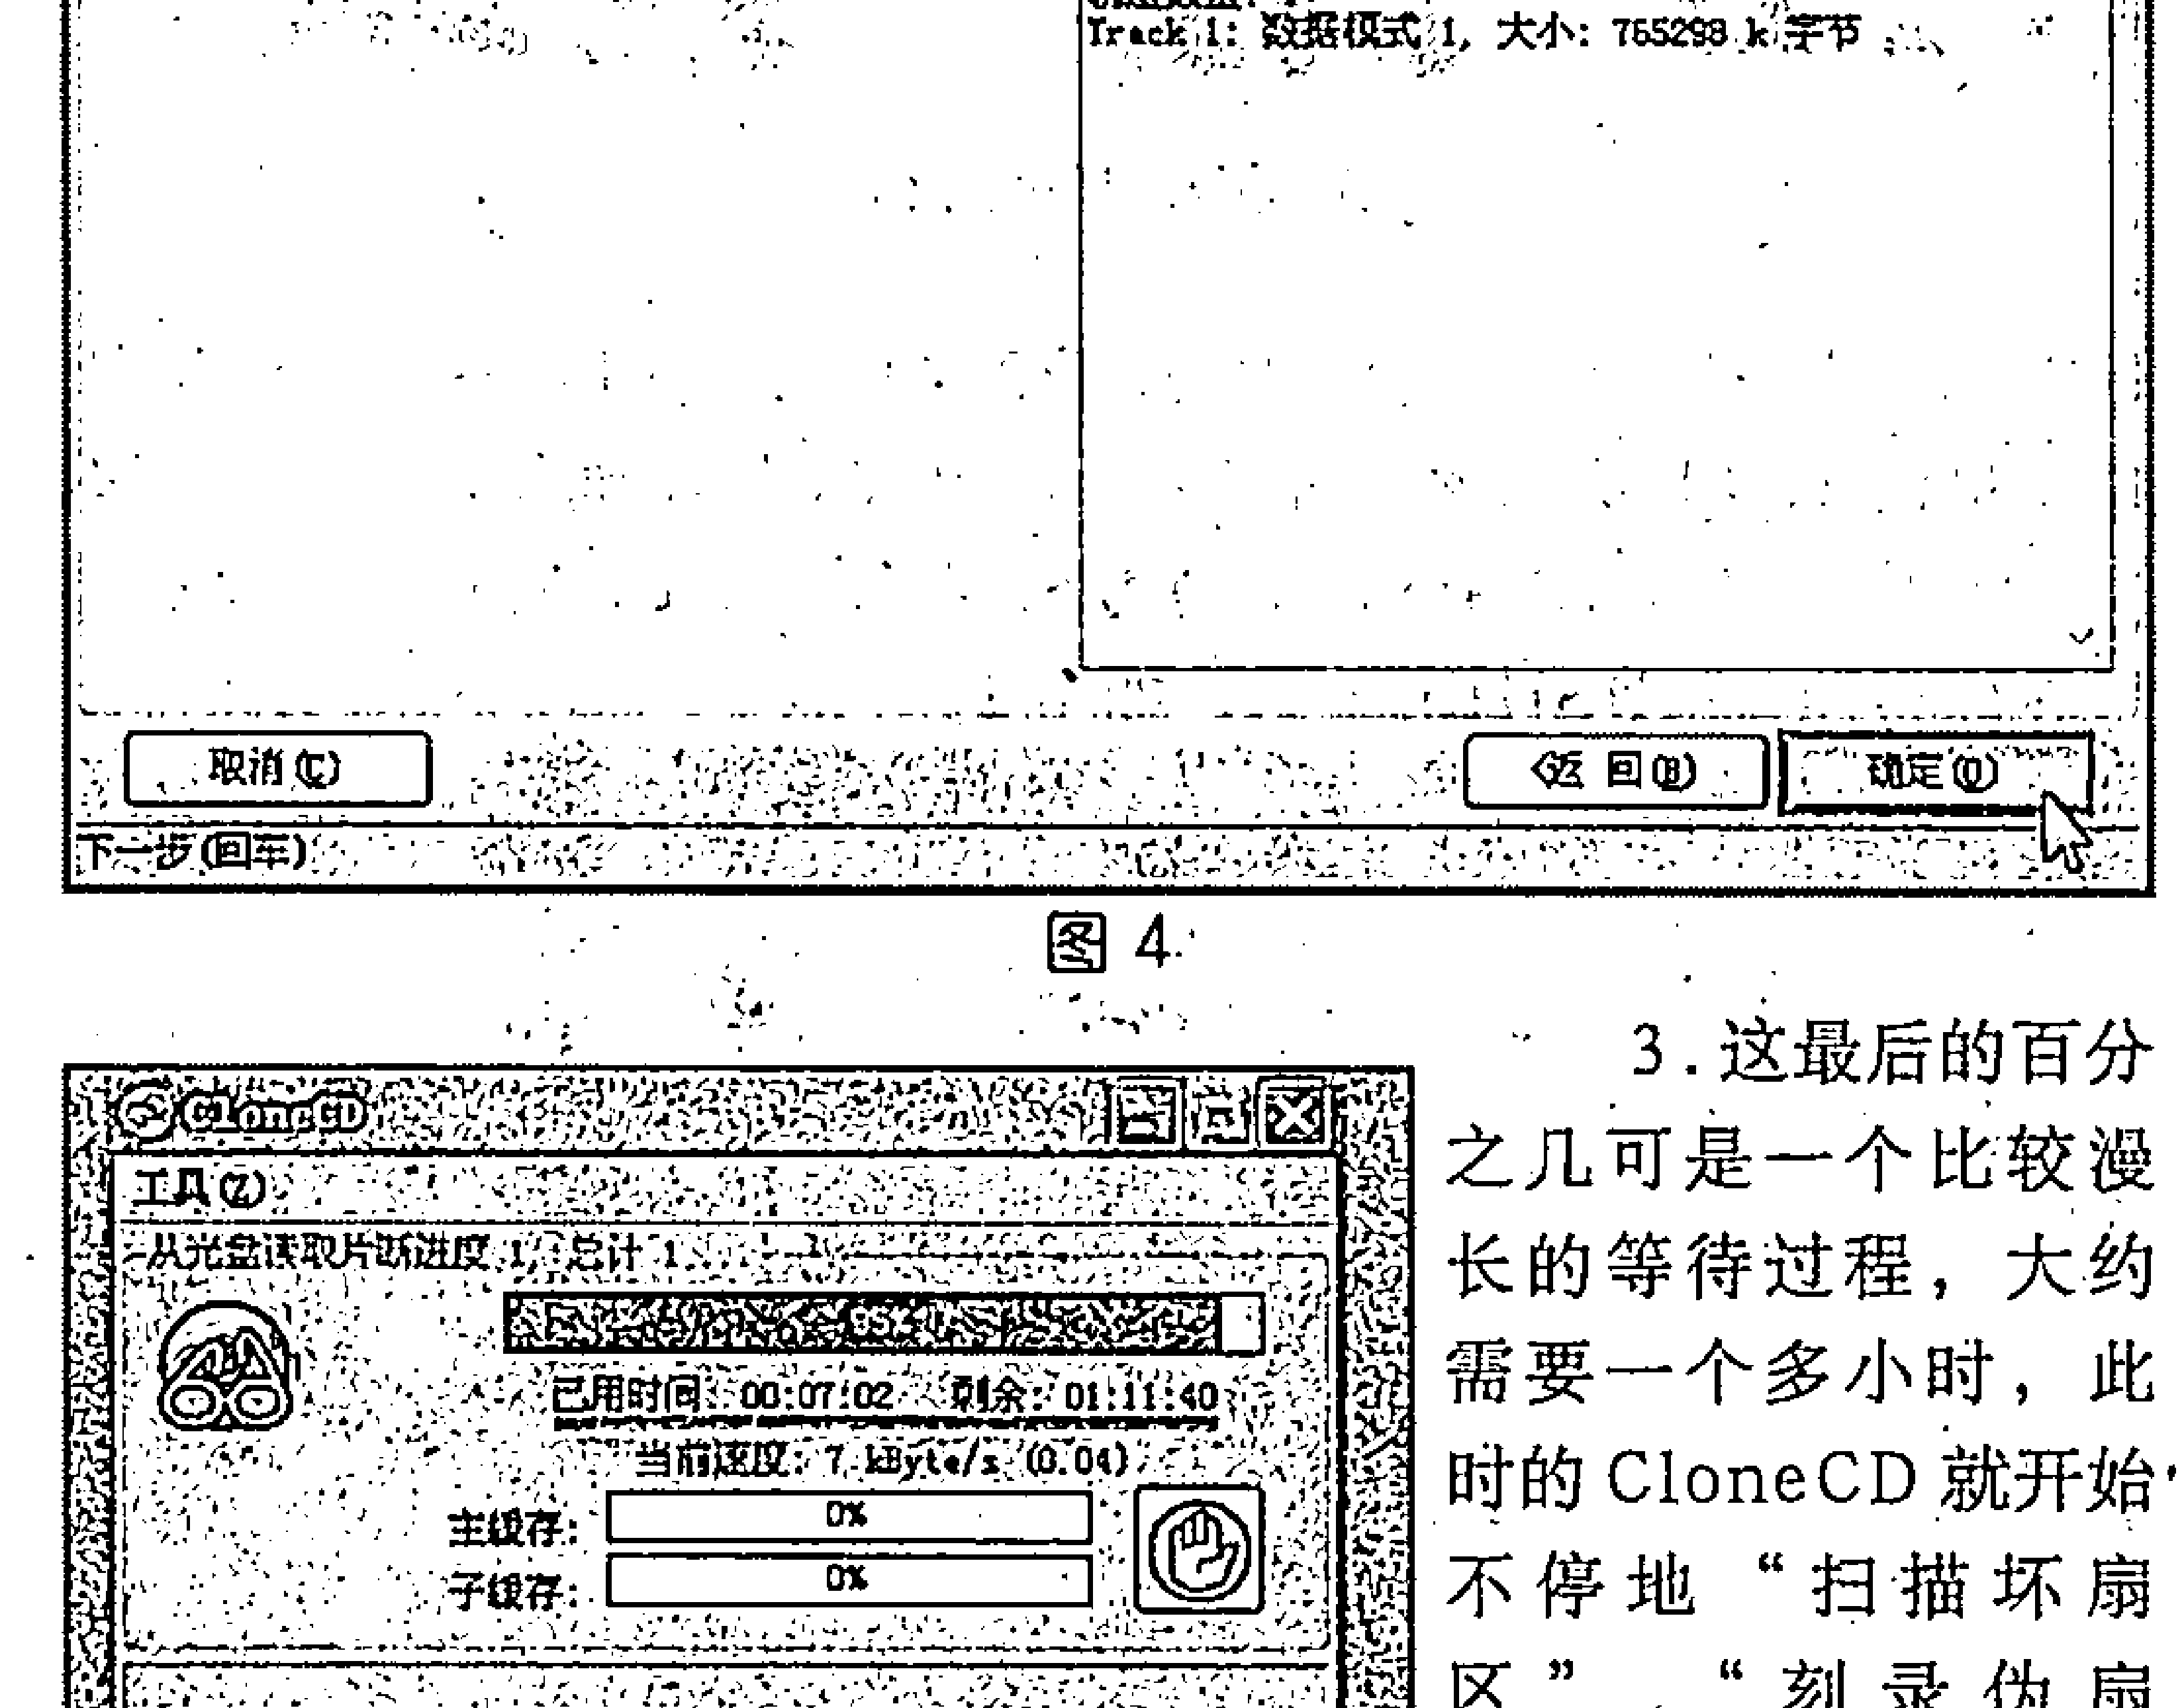 Track 1: 数据模式 1, 大小: 765298 k 字节
取消(C)
<返 回(B) 确定(O)
下一步(回车)
图 4
CloneCD
工具(Z)
从光盘读取片断进度 1, 总计 1
已用时间: 00:07:02 剩余: 01:11:40
当前速度: 7 kByte/s (0.04)
主缓存: 0%
子缓存: 0%
3.这最后的百分
之几可是一个比较漫
长的等待过程，大约
需要一个多小时，此
时的 CloneCD 就开始
不停地“扫描坏扇
区”、“刻录伪扇